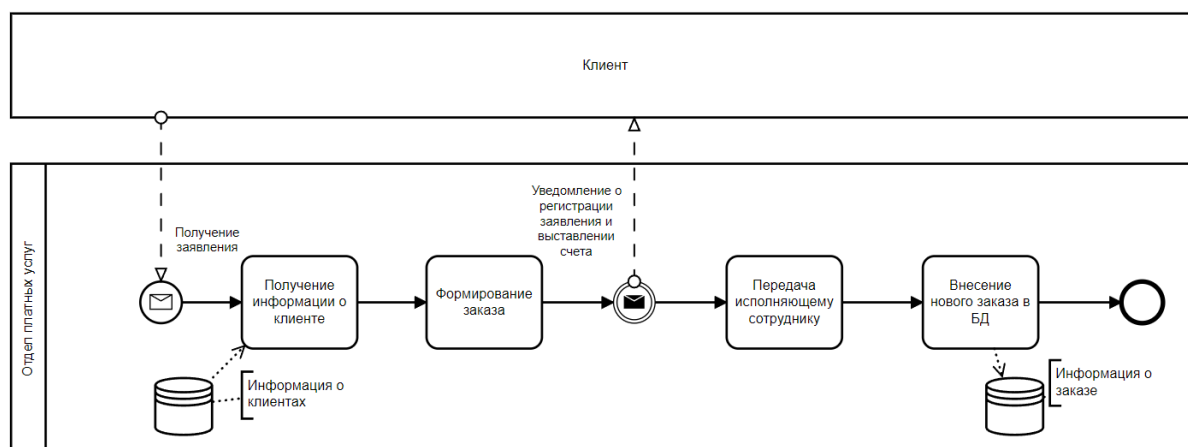 Клиент
Отдел платных услуг
Получение
заявления
Уведомление о
регистрации
заявления и
выставлении
счета
Получение
информации о
клиенте
Формирование
заказа
Передача
исполняющему
сотруднику
Внесение
нового заказа в
БД
Информация о
клиентах
Информация о
заказе